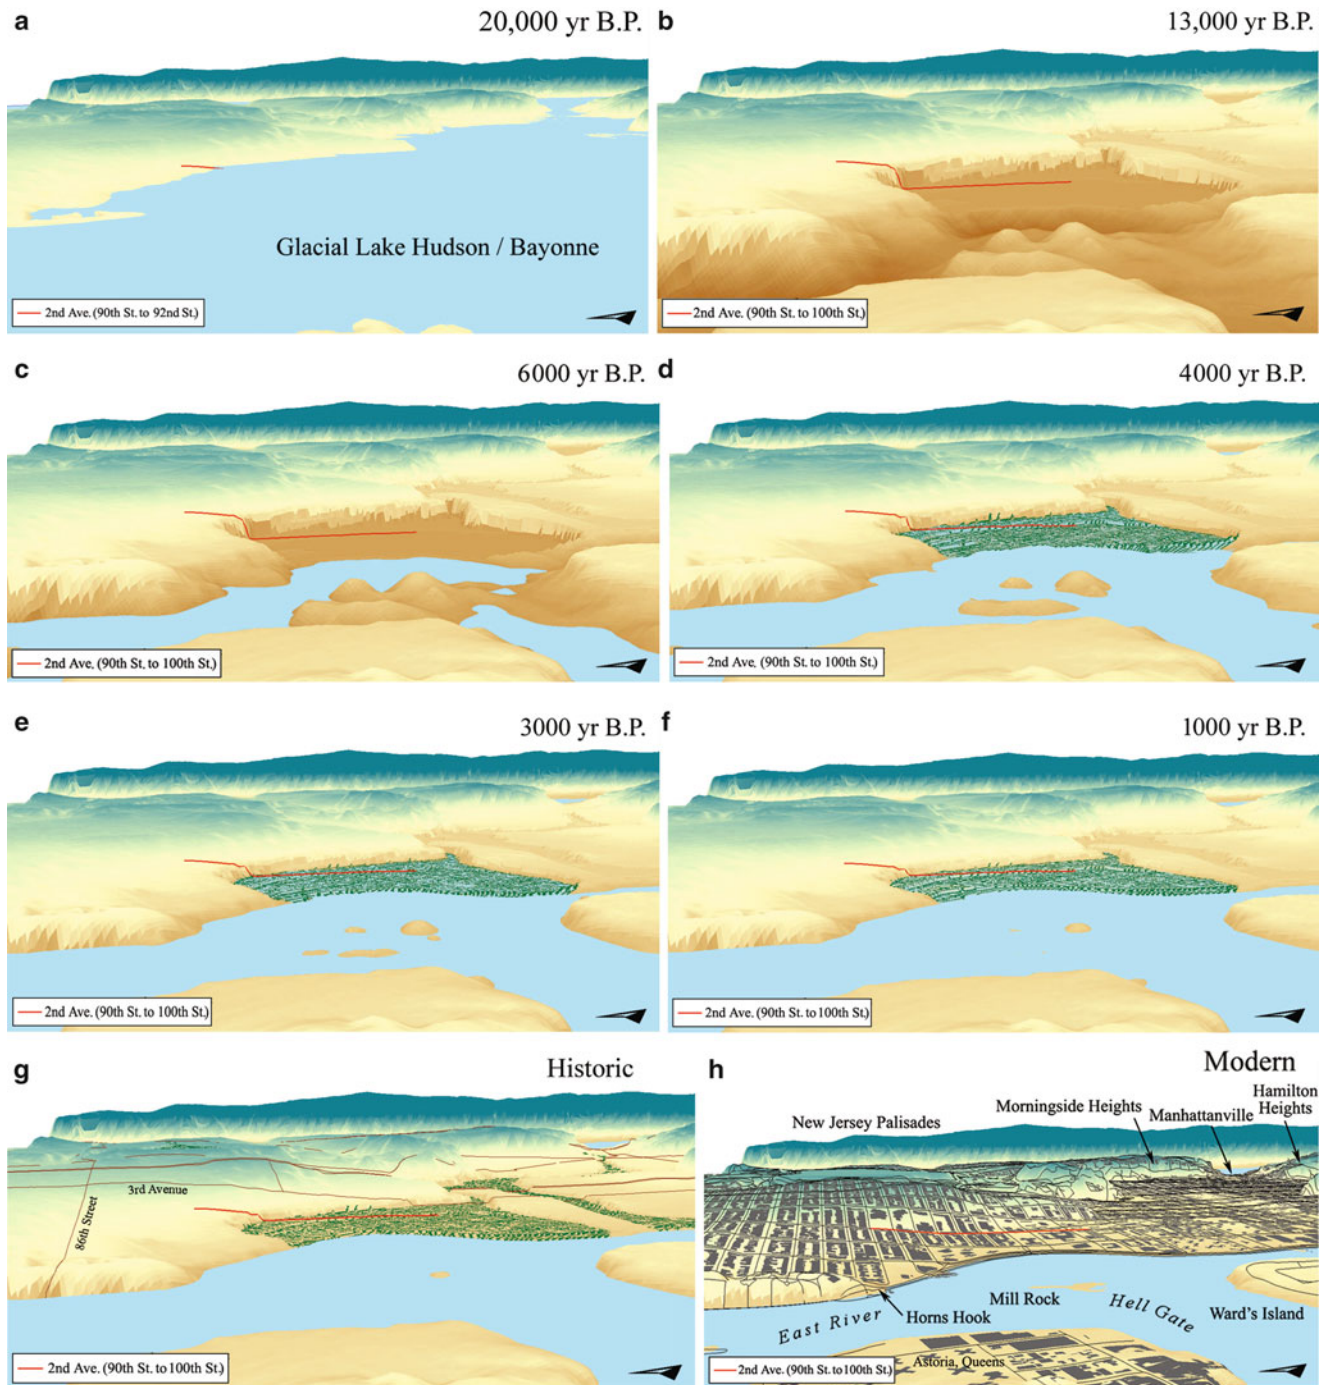 a
20,000 yr B.P.
Glacial Lake Hudson / Bayonne
2nd Ave. (90th St. to 92nd St.)
b
13,000 yr B.P.
2nd Ave. (90th St. to 100th St.)
c
6000 yr B.P.
2nd Ave. (90th St. to 100th St.)
d
4000 yr B.P.
2nd Ave. (90th St. to 100th St.)
e
3000 yr B.P.
2nd Ave. (90th St. to 100th St.)
f
1000 yr B.P.
2nd Ave. (90th St. to 100th St.)
g
Historic
3rd Avenue
86th Street
2nd Ave. (90th St. to 100th St.)
h
Modern
New Jersey Palisades
Morningside Heights
Manhattanville
Hamilton
Heights
East River
Horns Hook
Mill Rock
Hell Gate
Ward's Island
Astoria, Queens
2nd Ave. (90th St. to 100th St.)